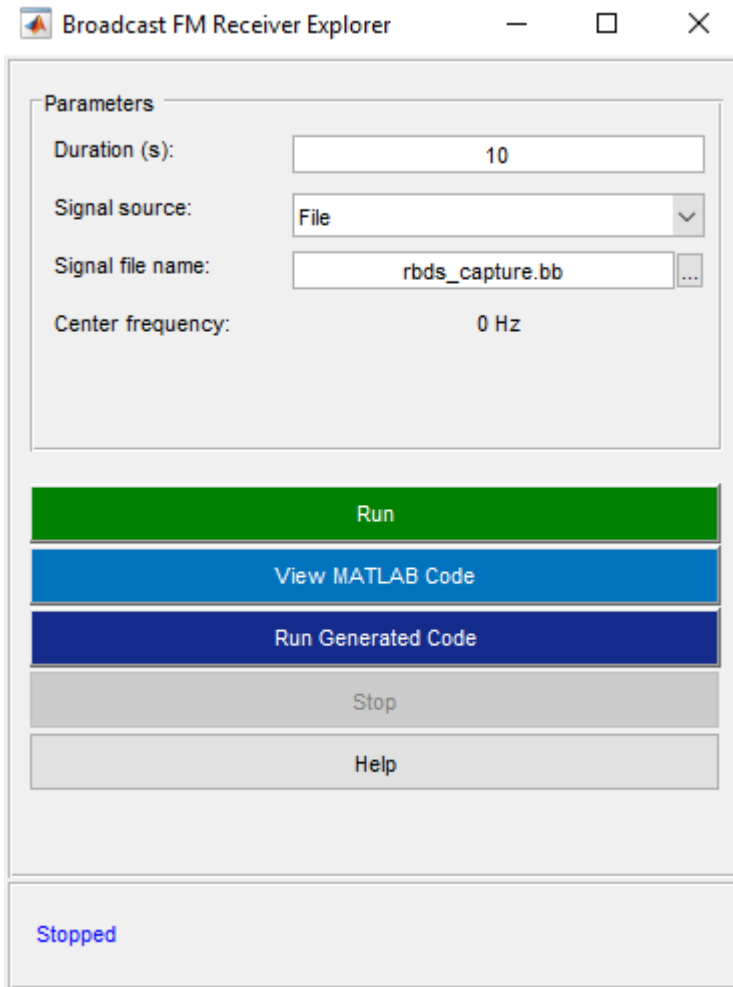 Broadcast FM Receiver Explorer
Parameters
Duration (s): 10
Signal source: File
Signal file name: rbds_capture.bb ...
Center frequency: 0 Hz
Run
View MATLAB Code
Run Generated Code
Stop
Help
Stopped